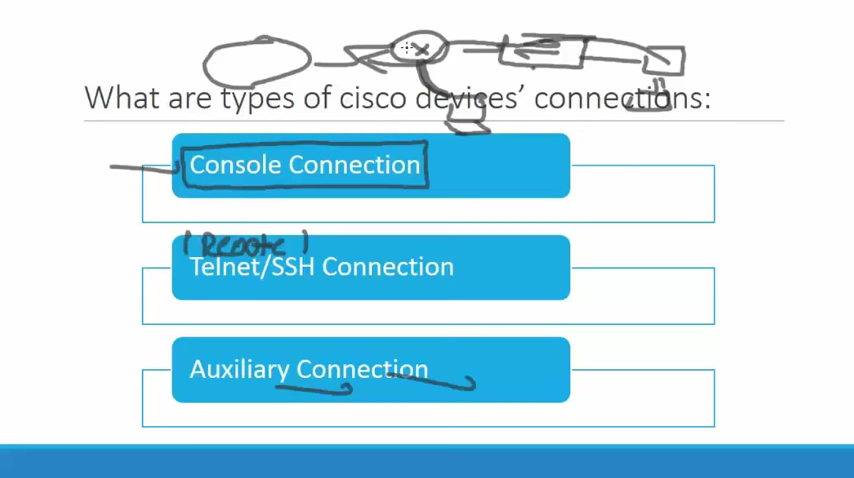 What are types of cisco devices' connections:
Console Connection
(Remote)
Telnet/SSH Connection
Auxiliary Connection